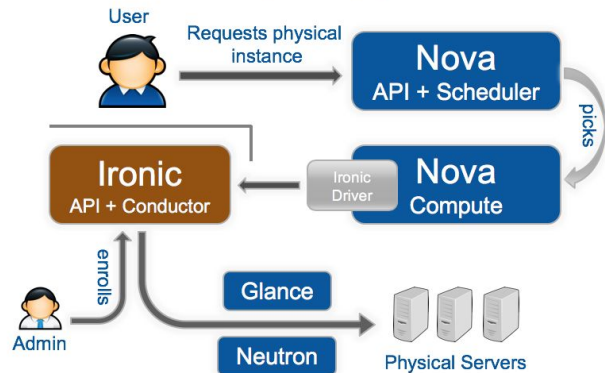 User
Requests physical
instance
Nova
API + Scheduler
picks
Ironic
API + Conductor
Ironic
Driver
Nova
Compute
enrolls
Admin
Glance
Neutron
Physical Servers